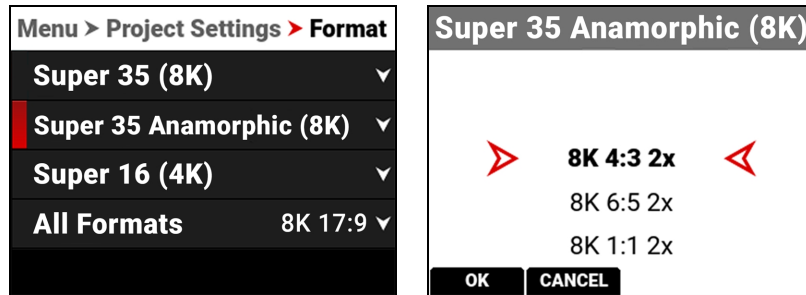 Menu > Project Settings > Format
Super 35 (8K)
Super 35 Anamorphic (8K)
Super 16 (4K)
All Formats 8K 17:9
Super 35 Anamorphic (8K)
8K 4:3 2x
8K 6:5 2x
8K 1:1 2x
OK CANCEL